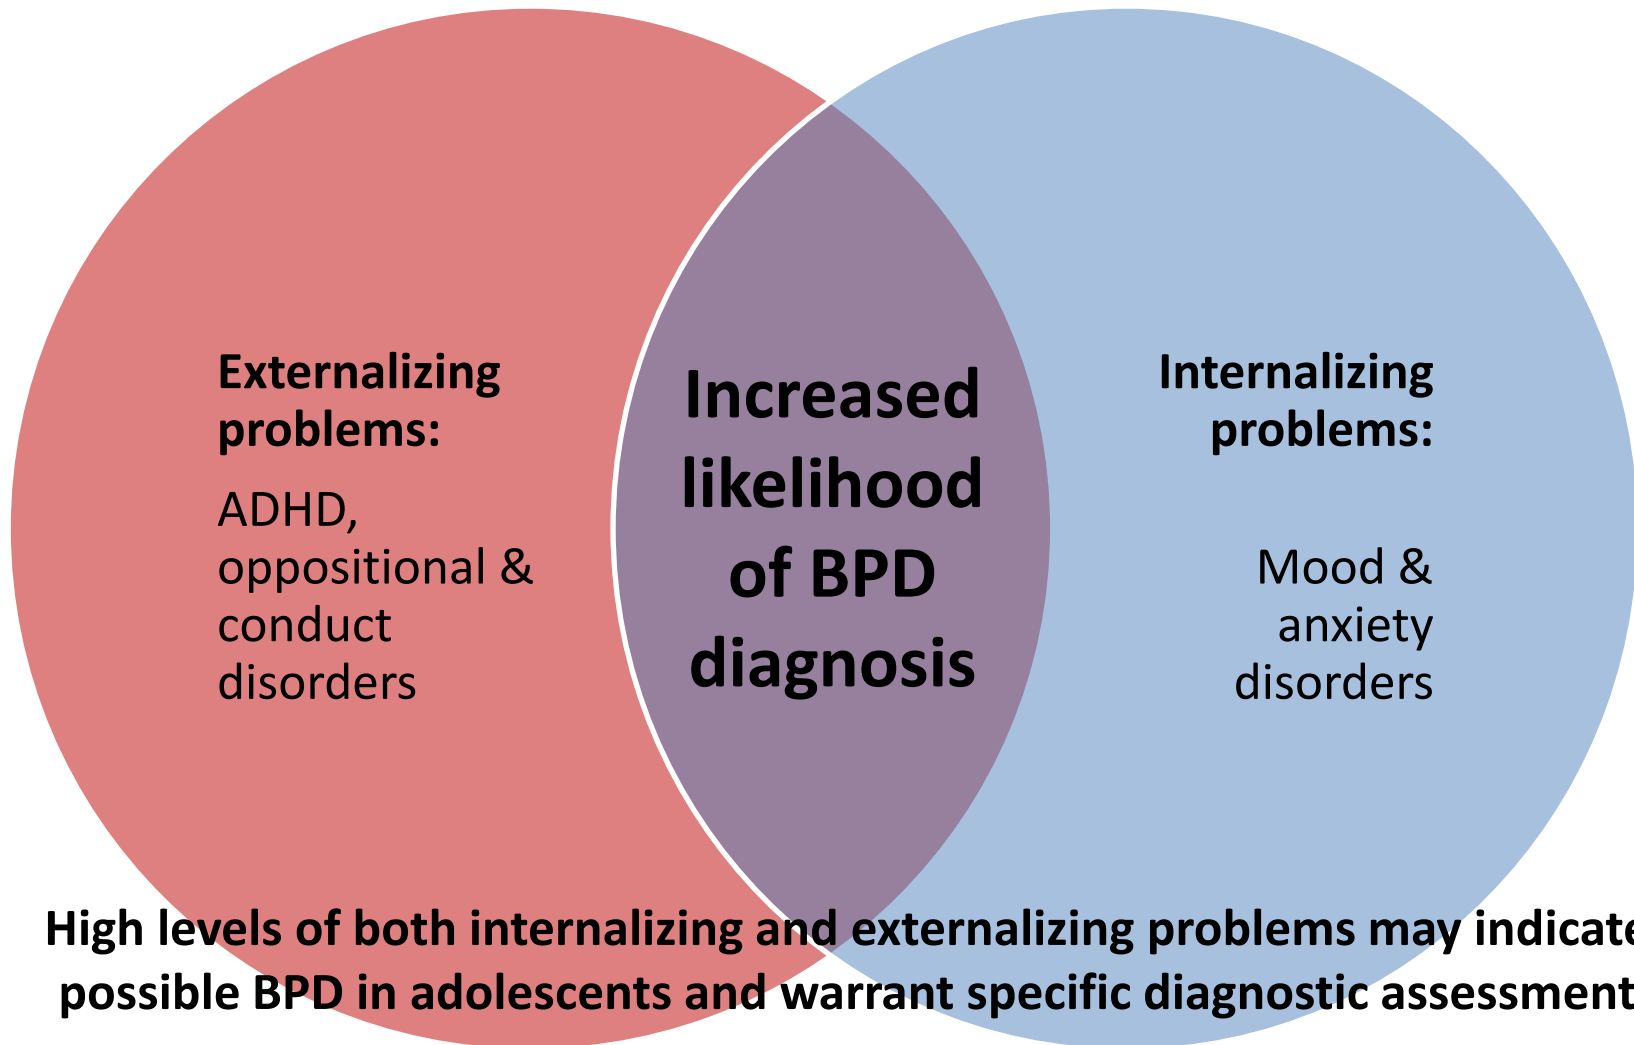 Externalizing
problems:
ADHD,
oppositional &
conduct
disorders
Increased
likelihood
of BPD
diagnosis
Internalizing
problems:
Mood &
anxiety
disorders
High levels of both internalizing and externalizing problems may indicate
possible BPD in adolescents and warrant specific diagnostic assessment